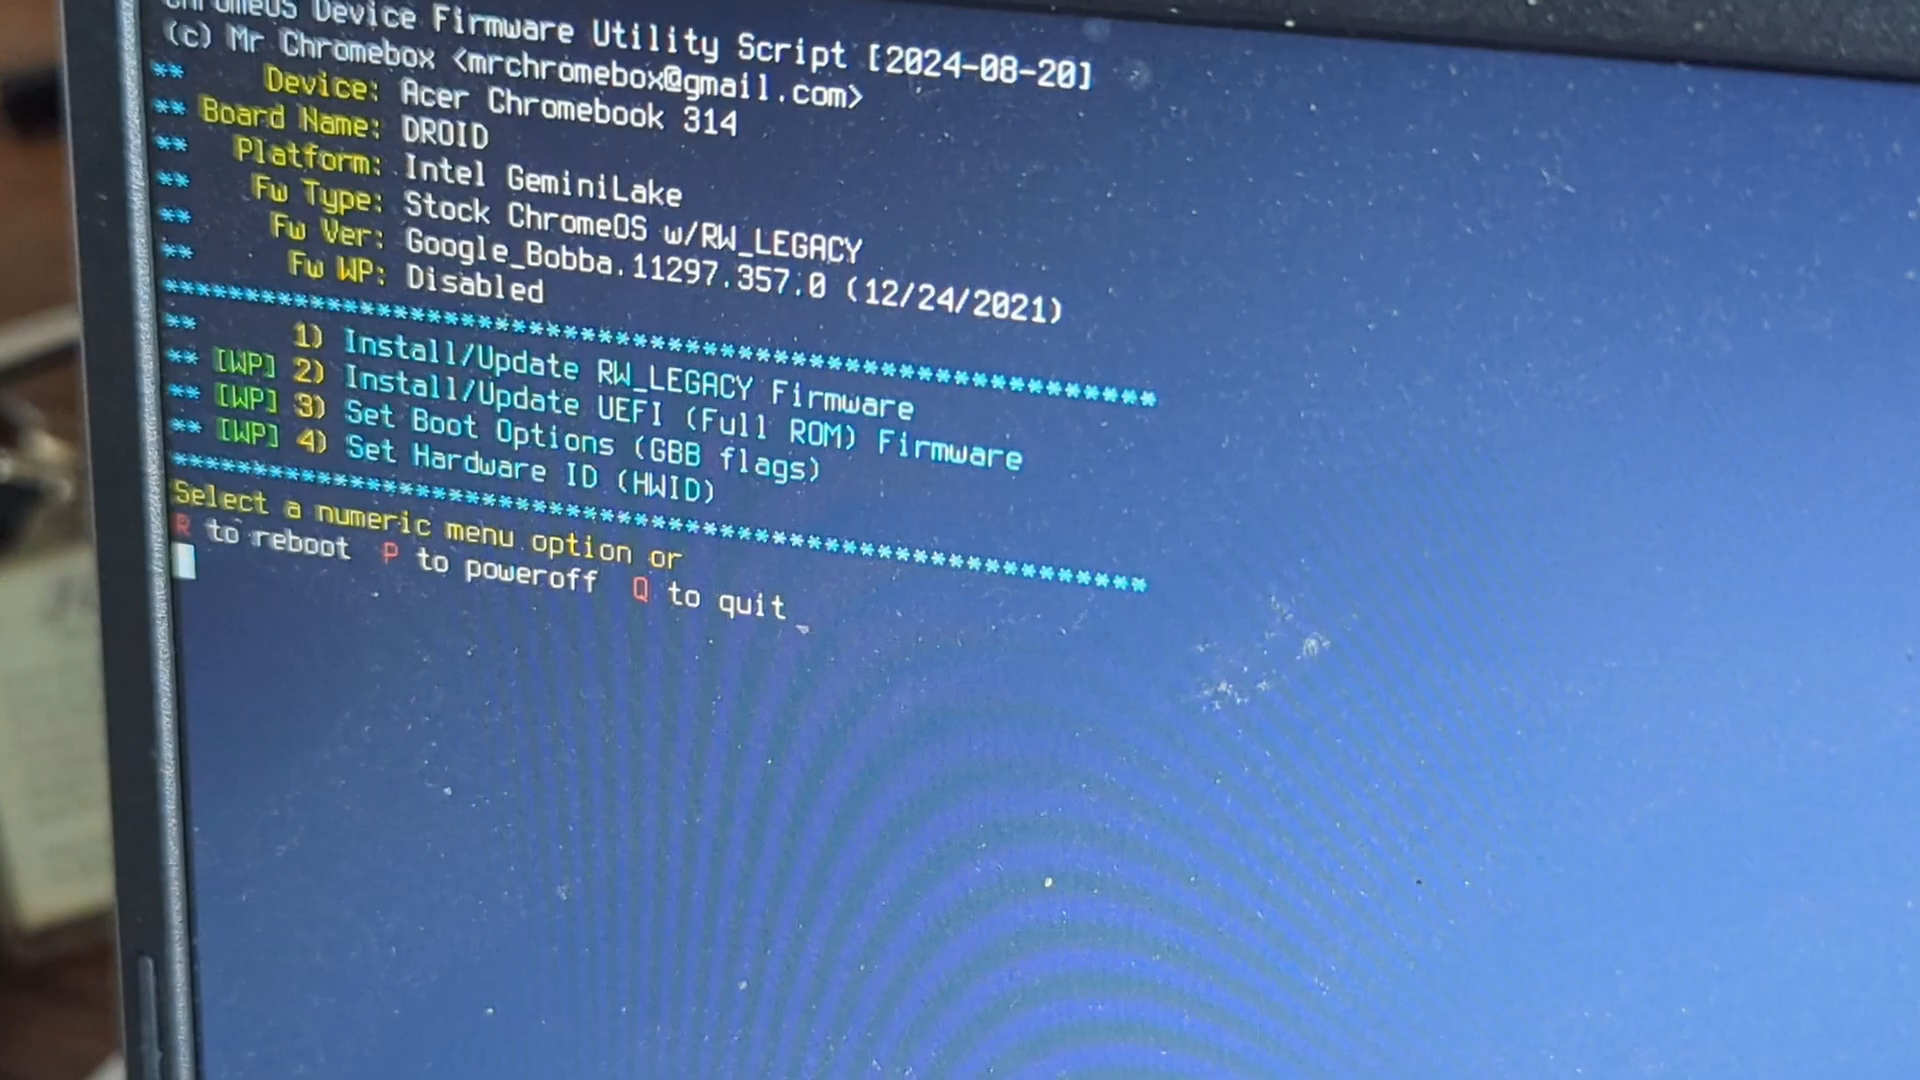 ChromeOS Device Firmware Utility Script [2024-08-20]
(c) Mr Chromebox <mrchromebox@gmail.com>
** Device: Acer Chromebook 314
** Board Name: DROID
** Platform: Intel GeminiLake
** Fw Type: Stock ChromeOS w/RW_LEGACY
** Fw Ver: Google_Bobba.11297.357.0 (12/24/2021)
** Fw WP: Disabled
** 1) Install/Update RW_LEGACY Firmware
** [WP] 2) Install/Update UEFI (Full ROM) Firmware
** [WP] 3) Set Boot Options (GBB flags)
** [WP] 4) Set Hardware ID (HWID)
Select a numeric menu option or
R to reboot P to poweroff Q to quit